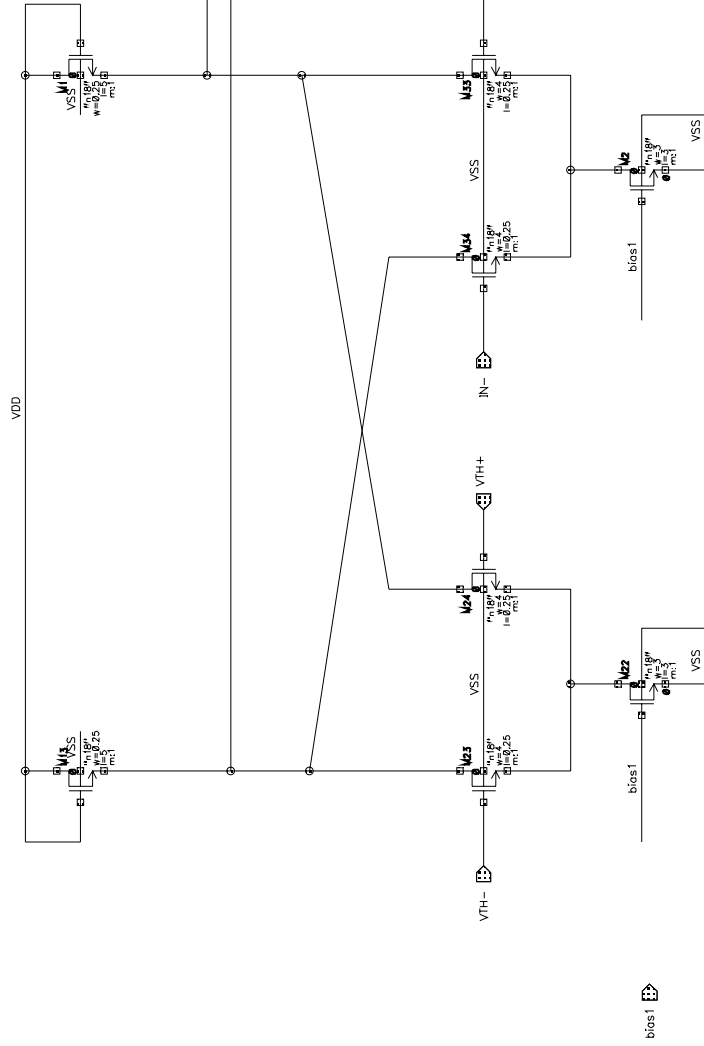 VDD
M1
VSS
"n18"
w=0.25
l=5
m:1
M33
"n18"
w=4
l=0.25
m:1
VSS
M34
"n18"
w=4
l=0.25
m:1
IN-
M2
"n18"
w=3
l=3
m:1
VSS
bias1
VTH+
M24
"n18"
w=4
l=0.25
m:1
VSS
M23
"n18"
w=4
l=0.25
m:1
VTH-
M22
"n18"
w=3
l=3
m:1
VSS
bias1
VSS
"n18"
w=0.25
l=5
m:1
bias1